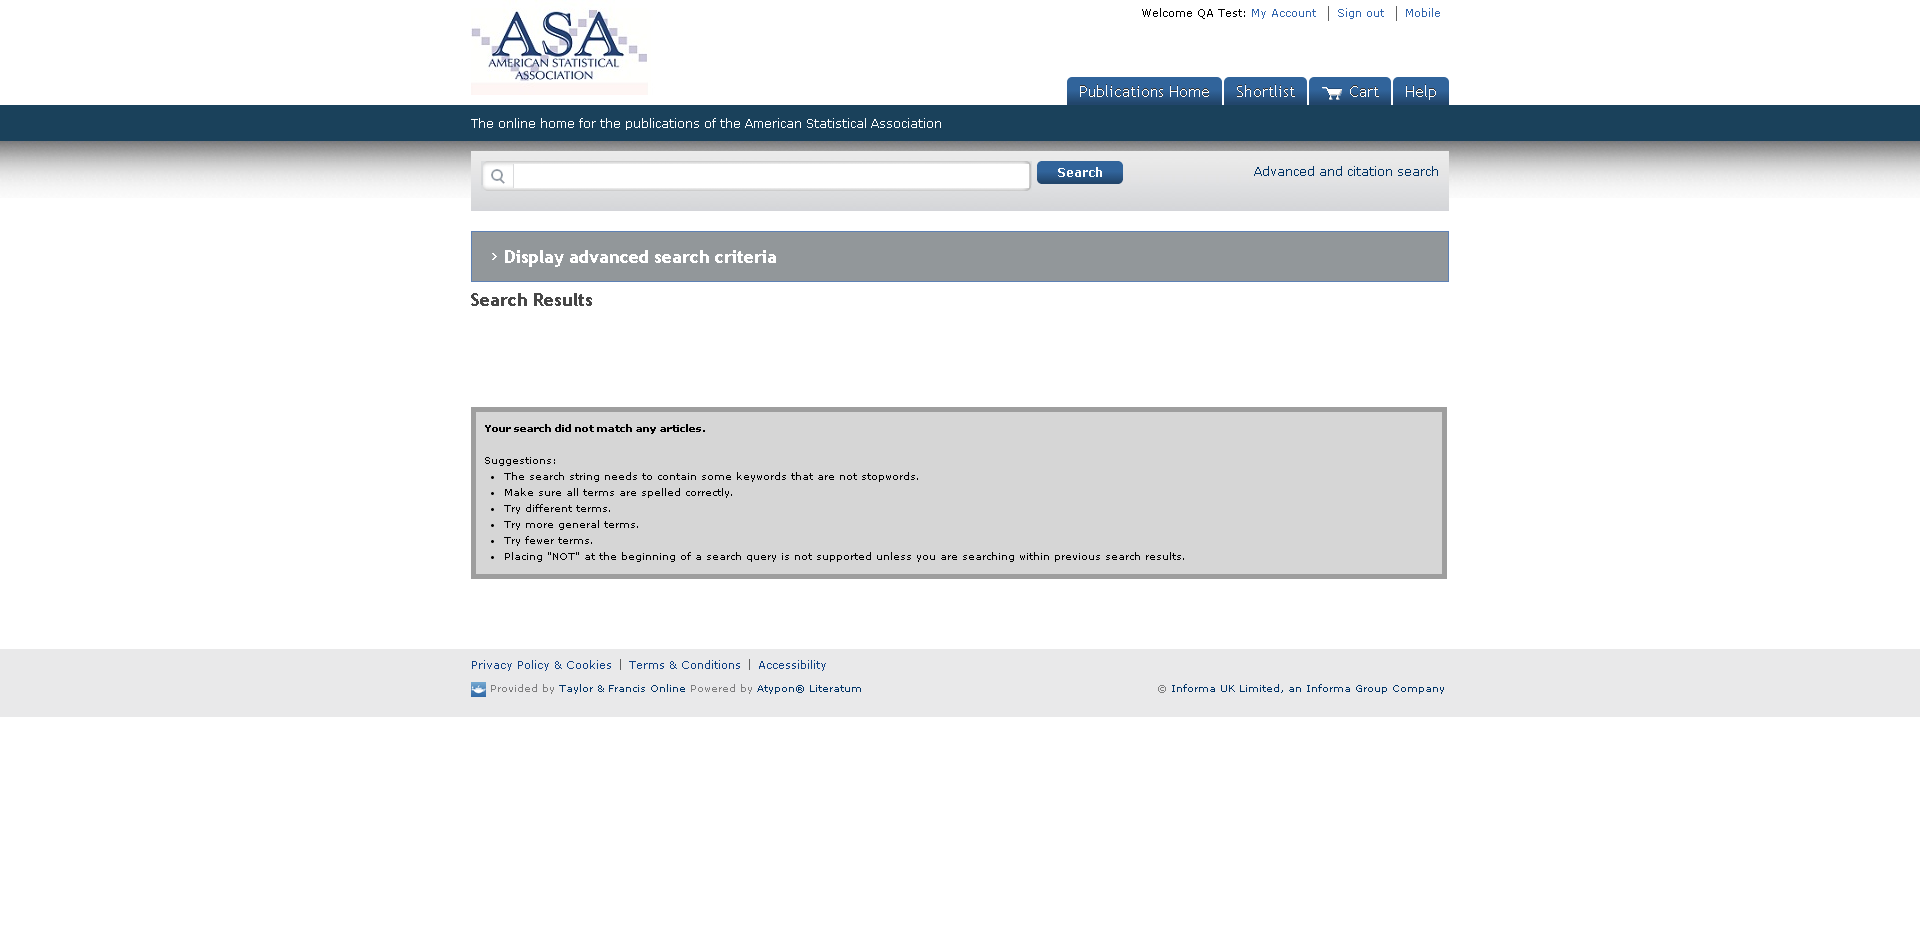 ASA
AMERICAN STATISTICAL
ASSOCIATION
Welcome QA Test: My Account | Sign out | Mobile
Publications Home Shortlist Cart Help
The online home for the publications of the American Statistical Association
Search
Advanced and citation search
› Display advanced search criteria
Search Results
Your search did not match any articles.
Suggestions:
• The search string needs to contain some keywords that are not stopwords.
• Make sure all terms are spelled correctly.
• Try different terms.
• Try more general terms.
• Try fewer terms.
• Placing "NOT" at the beginning of a search query is not supported unless you are searching within previous search results.
Privacy Policy & Cookies | Terms & Conditions | Accessibility
Provided by Taylor & Francis Online Powered by Atypon® Literatum
© Informa UK Limited, an Informa Group Company